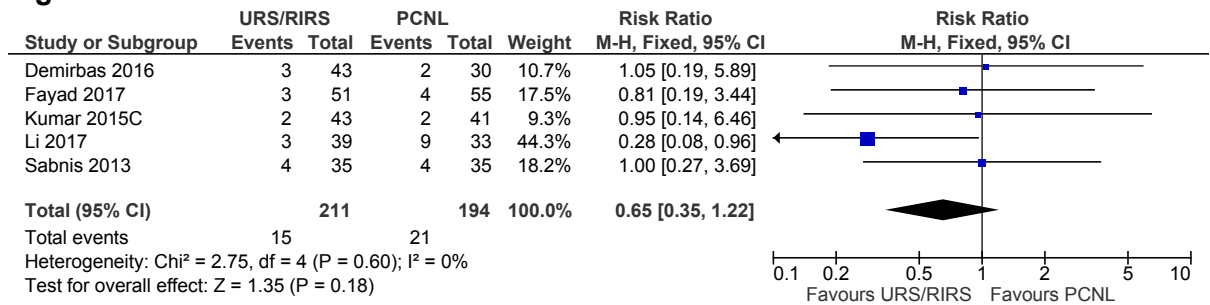 URS/RIRS PCNL Risk Ratio Risk Ratio
Study or Subgroup Events Total Events Total Weight M-H, Fixed, 95% CI M-H, Fixed, 95% CI
Demirbas 2016 3 43 2 30 10.7% 1.05 [0.19, 5.89]
Fayad 2017 3 51 4 55 17.5% 0.81 [0.19, 3.44]
Kumar 2015C 2 43 2 41 9.3% 0.95 [0.14, 6.46]
Li 2017 3 39 9 33 44.3% 0.28 [0.08, 0.96]
Sabnis 2013 4 35 4 35 18.2% 1.00 [0.27, 3.69]
Total (95% CI) 211 194 100.0% 0.65 [0.35, 1.22]
Total events 15 21
Heterogeneity: Chi² = 2.75, df = 4 (P = 0.60); I² = 0%
Test for overall effect: Z = 1.35 (P = 0.18)
0.1 0.2 0.5 1 2 5 10
Favours URS/RIRS Favours PCNL